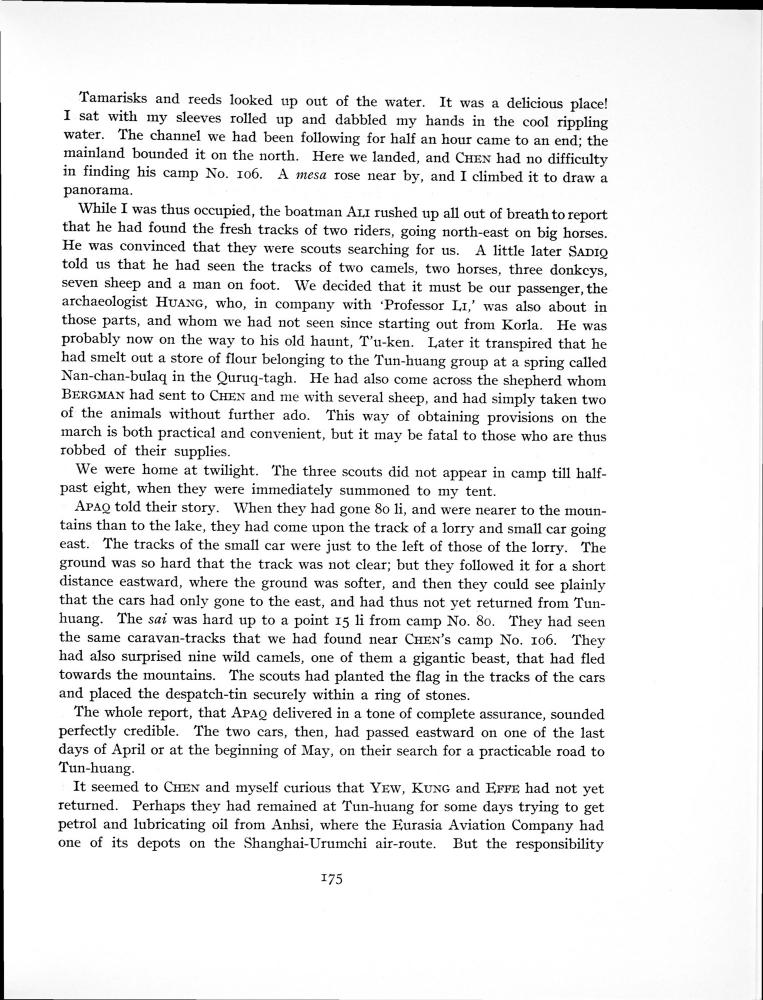 Tamarisks and reeds looked up out of the water. It was a delicious place!
I sat with my sleeves rolled up and dabbled my hands in the cool rippling
water. The channel we had been following for half an hour came to an end; the
mainland bounded it on the north. Here we landed, and CHEN had no difficulty
in finding his camp No. 106. A mesa rose near by, and I climbed it to draw a
panorama.
While I was thus occupied, the boatman ALI rushed up all out of breath to report
that he had found the fresh tracks of two riders, going north-east on big horses.
He was convinced that they were scouts searching for us. A little later SADIQ
told us that he had seen the tracks of two camels, two horses, three donkeys,
seven sheep and a man on foot. We decided that it must be our passenger, the
archaeologist HUANG, who, in company with 'Professor LI,' was also about in
those parts, and whom we had not seen since starting out from Korla. He was
probably now on the way to his old haunt, T'u-ken. Later it transpired that he
had smelt out a store of flour belonging to the Tun-huang group at a spring called
Nan-chan-bulaq in the Quruq-tagh. He had also come across the shepherd whom
BERGMAN had sent to CHEN and me with several sheep, and had simply taken two
of the animals without further ado. This way of obtaining provisions on the
march is both practical and convenient, but it may be fatal to those who are thus
robbed of their supplies.
We were home at twilight. The three scouts did not appear in camp till half-
past eight, when they were immediately summoned to my tent.
APAQ told their story. When they had gone 80 li, and were nearer to the moun-
tains than to the lake, they had come upon the track of a lorry and small car going
east. The tracks of the small car were just to the left of those of the lorry. The
ground was so hard that the track was not clear; but they followed it for a short
distance eastward, where the ground was softer, and then they could see plainly
that the cars had only gone to the east, and had thus not yet returned from Tun-
huang. The sai was hard up to a point 15 li from camp No. 80. They had seen
the same caravan-tracks that we had found near CHEN's camp No. 106. They
had also surprised nine wild camels, one of them a gigantic beast, that had fled
towards the mountains. The scouts had planted the flag in the tracks of the cars
and placed the despatch-tin securely within a ring of stones.
The whole report, that APAQ delivered in a tone of complete assurance, sounded
perfectly credible. The two cars, then, had passed eastward on one of the last
days of April or at the beginning of May, on their search for a practicable road to
Tun-huang.
It seemed to CHEN and myself curious that YEW, KUNG and EFFE had not yet
returned. Perhaps they had remained at Tun-huang for some days trying to get
petrol and lubricating oil from Anhsi, where the Eurasia Aviation Company had
one of its depots on the Shanghai-Urumchi air-route. But the responsibility
175